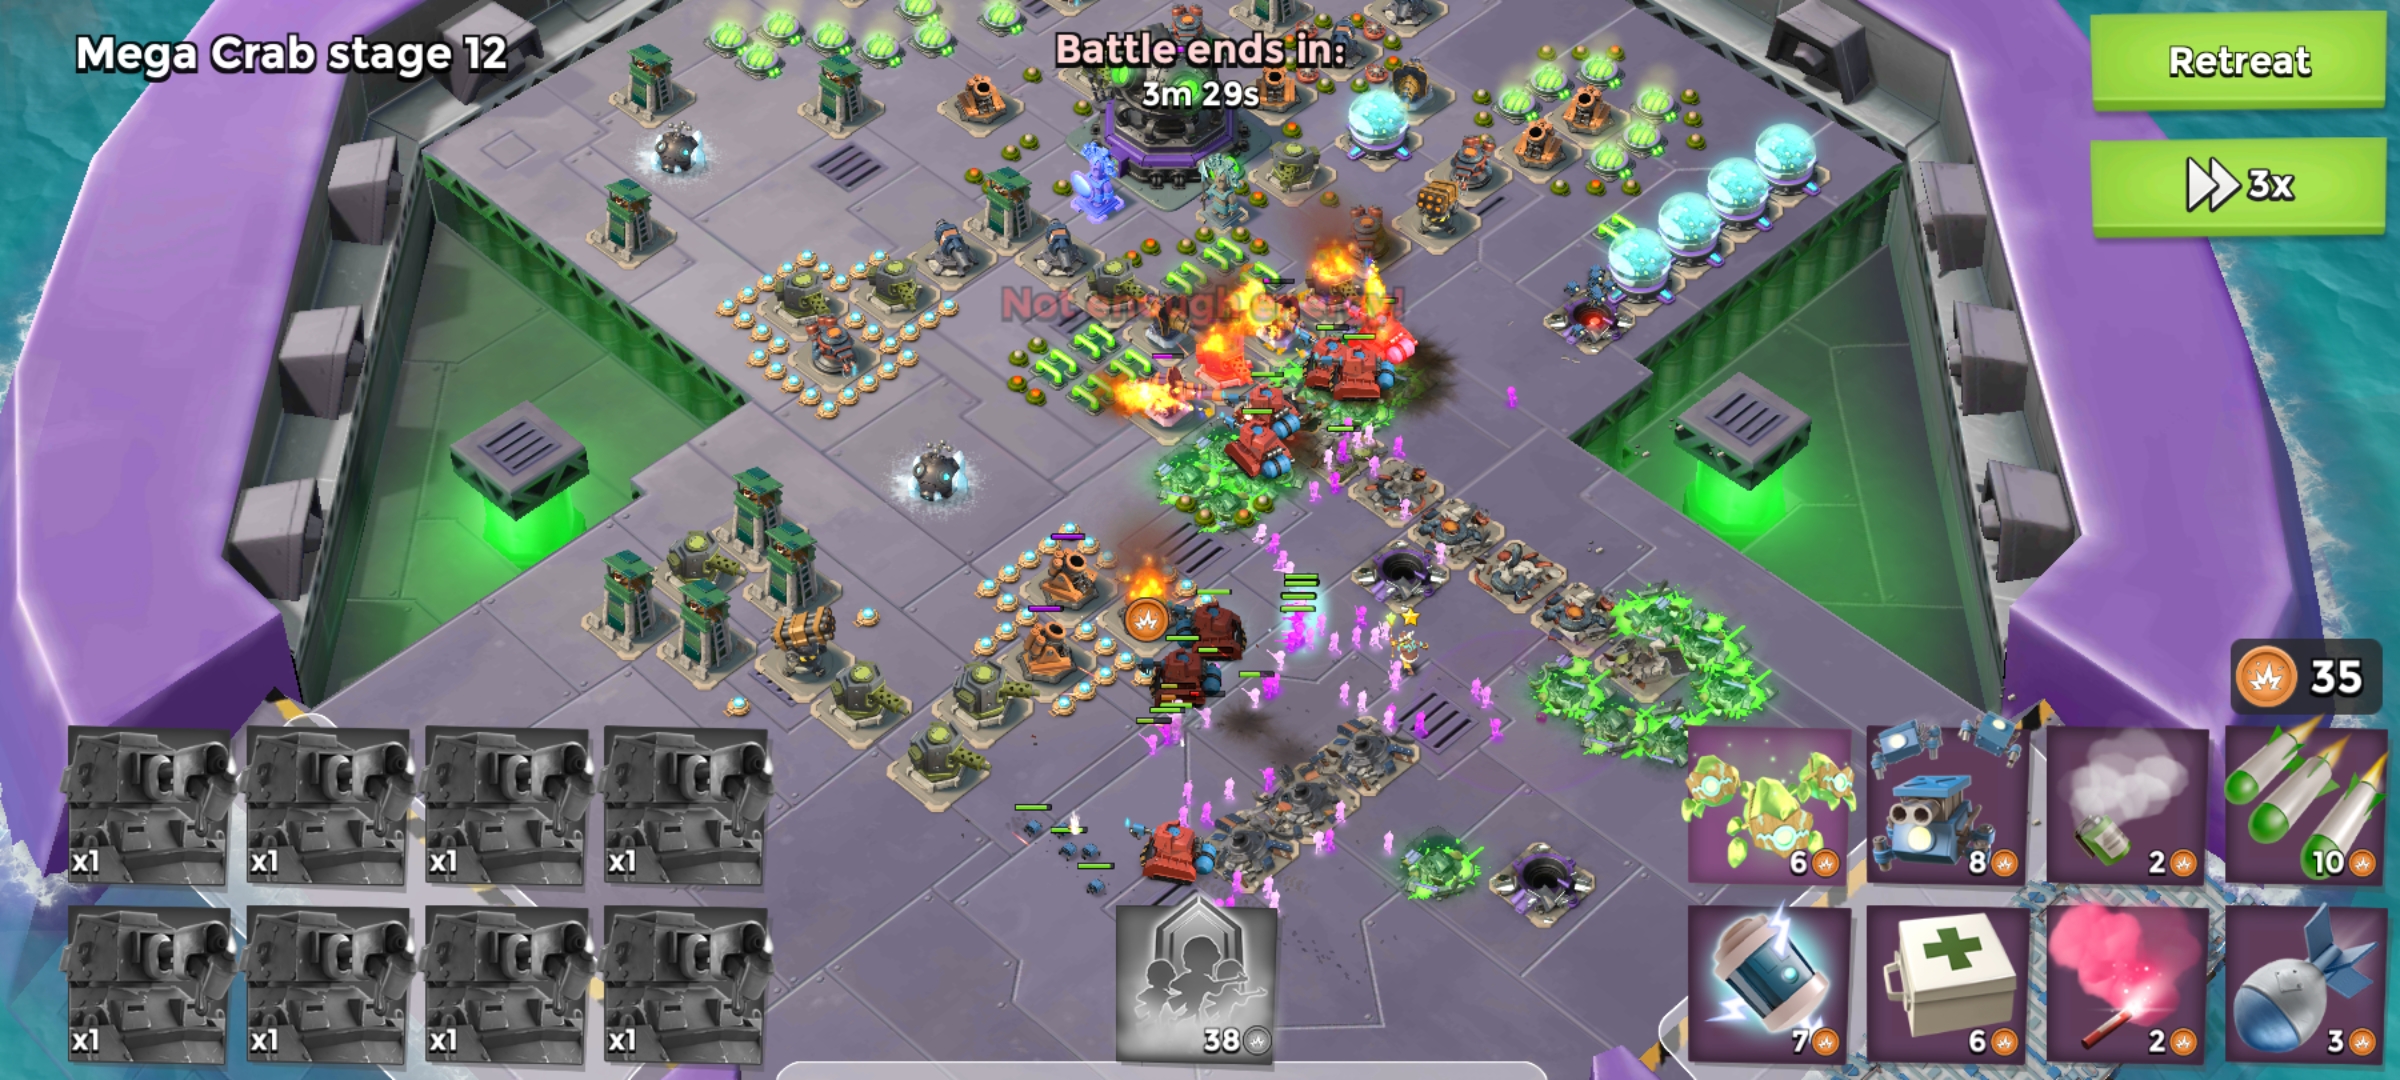 Mega Crab stage 12
Battle ends in:
3m 29s
Retreat
3x
Not enough energy!
35
6
8
2
10
x1
x1
x1
x1
7
6
2
3
x1
x1
x1
x1
38